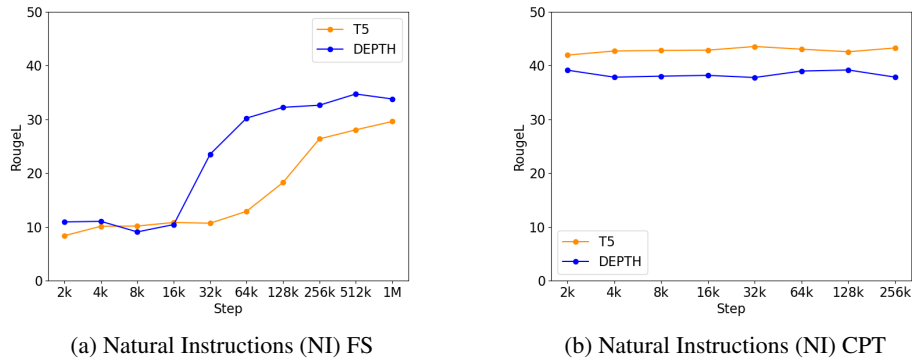 50
40
30
20
10
0
RougeL
T5
DEPTH
2k 4k 8k 16k 32k 64k 128k 256k 512k 1M
Step
(a) Natural Instructions (NI) FS
50
40
30
20
10
0
RougeL
T5
DEPTH
2k 4k 8k 16k 32k 64k 128k 256k
Step
(b) Natural Instructions (NI) CPT